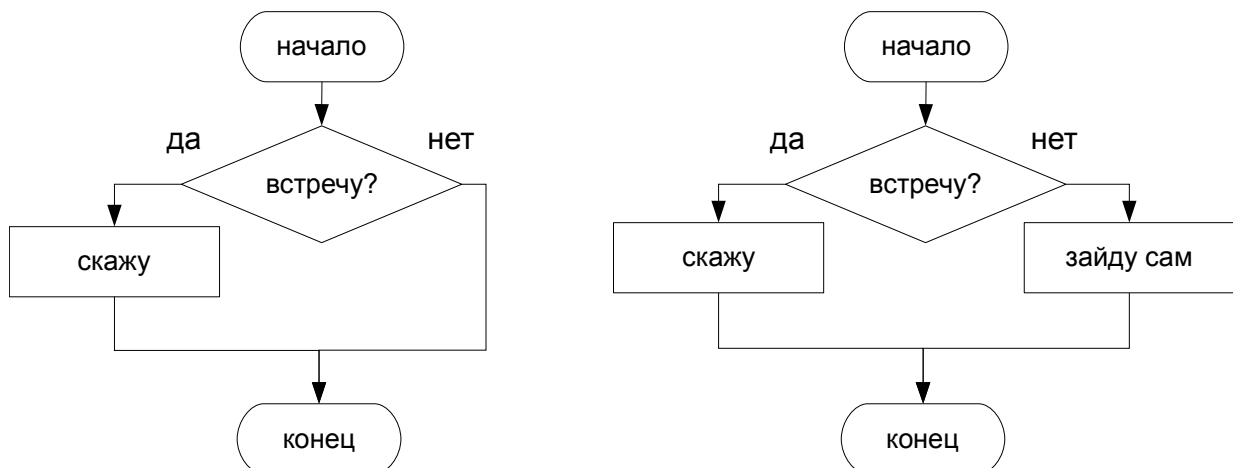 начало
да
нет
встречу?
скажу
конец
начало
да
нет
встречу?
скажу
зайду сам
конец